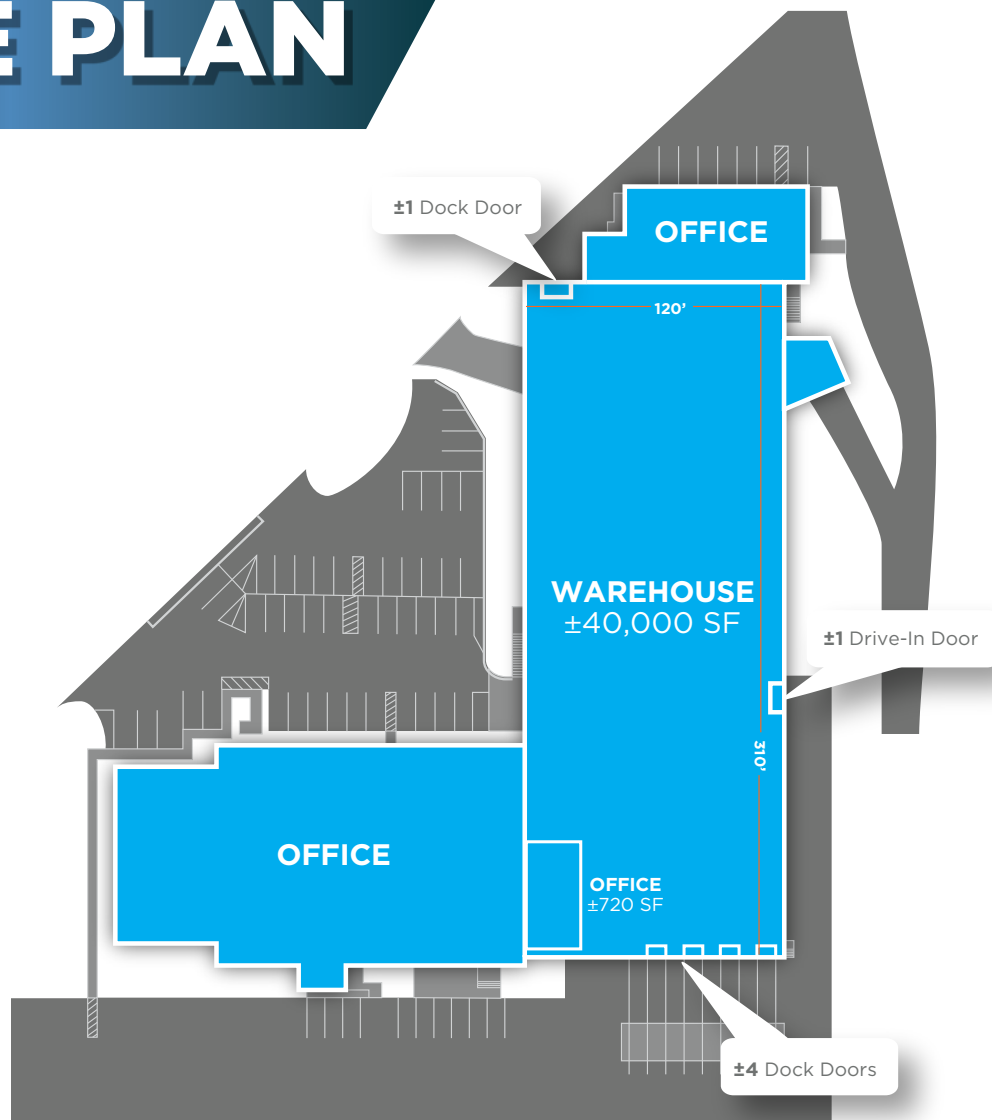 E PLAN
±1 Dock Door
OFFICE
120’
WAREHOUSE
±40,000 SF
±1 Drive-In Door
310’
OFFICE
OFFICE
±720 SF
±4 Dock Doors